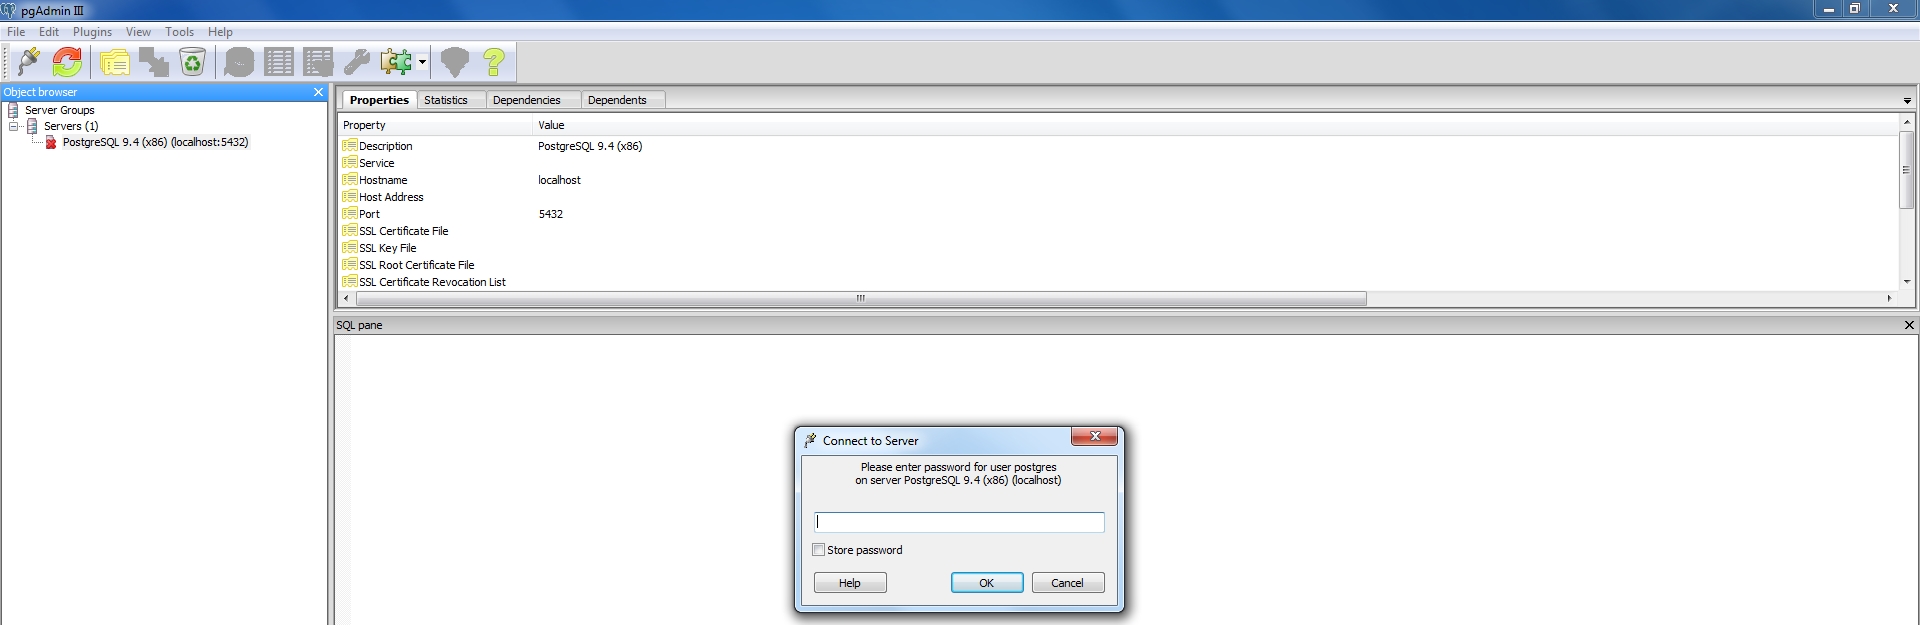 pgAdmin III
File Edit Plugins View Tools Help
Object browser
Server Groups
Servers (1)
PostgreSQL 9.4 (x86) (localhost:5432)
Properties Statistics Dependencies Dependents
Property Value
Description PostgreSQL 9.4 (x86)
Service
Hostname localhost
Host Address
Port 5432
SSL Certificate File
SSL Key File
SSL Root Certificate File
SSL Certificate Revocation List
SQL pane
Connect to Server
Please enter password for user postgres
on server PostgreSQL 9.4 (x86) (localhost)
Store password
Help OK Cancel